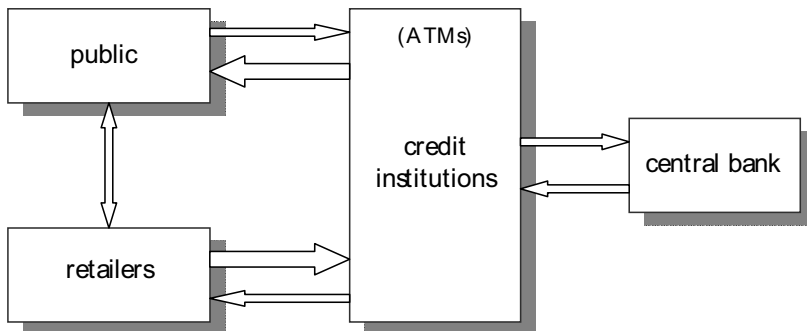 public
(ATMs)
credit
institutions
central bank
retailers